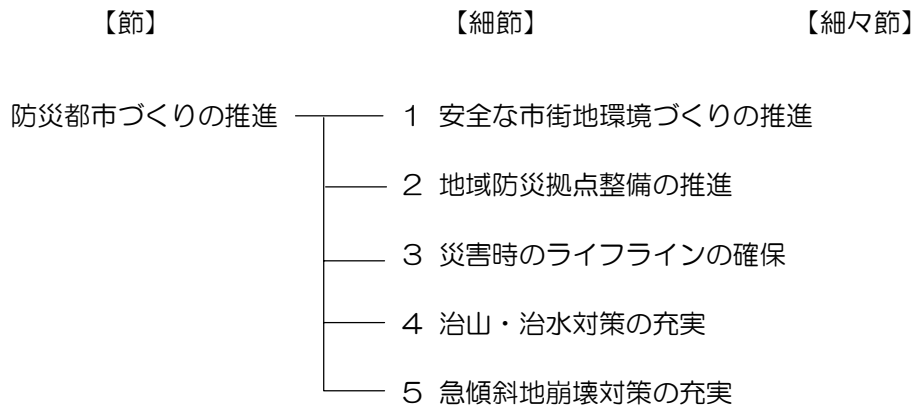 【節】 【細節】 【細々節】
防災都市づくりの推進 1 安全な市街地環境づくりの推進
2 地域防災拠点整備の推進
3 災害時のライフラインの確保
4 治山・治水対策の充実
5 急傾斜地崩壊対策の充実